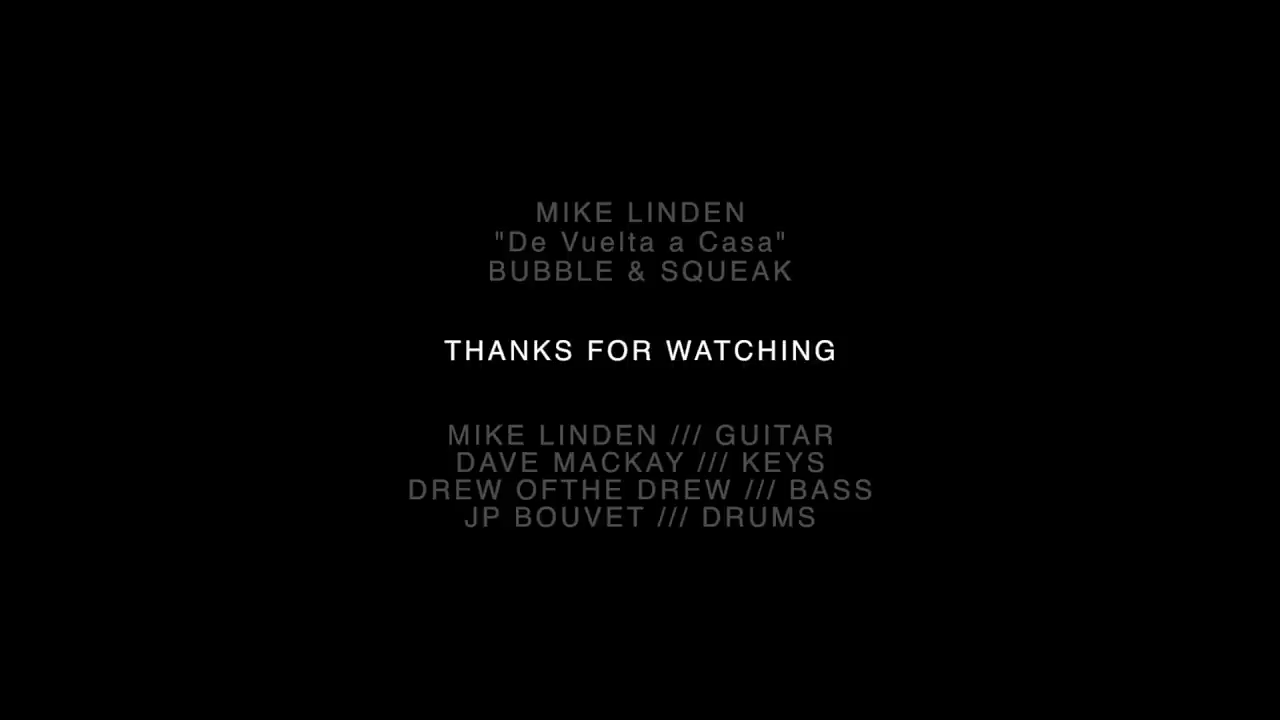 MIKE LINDEN
"De Vuelta a Casa"
BUBBLE & SQUEAK
THANKS FOR WATCHING
MIKE LINDEN /// GUITAR
DAVE MACKAY /// KEYS
DREW OFTHE DREW /// BASS
JP BOUVET /// DRUMS